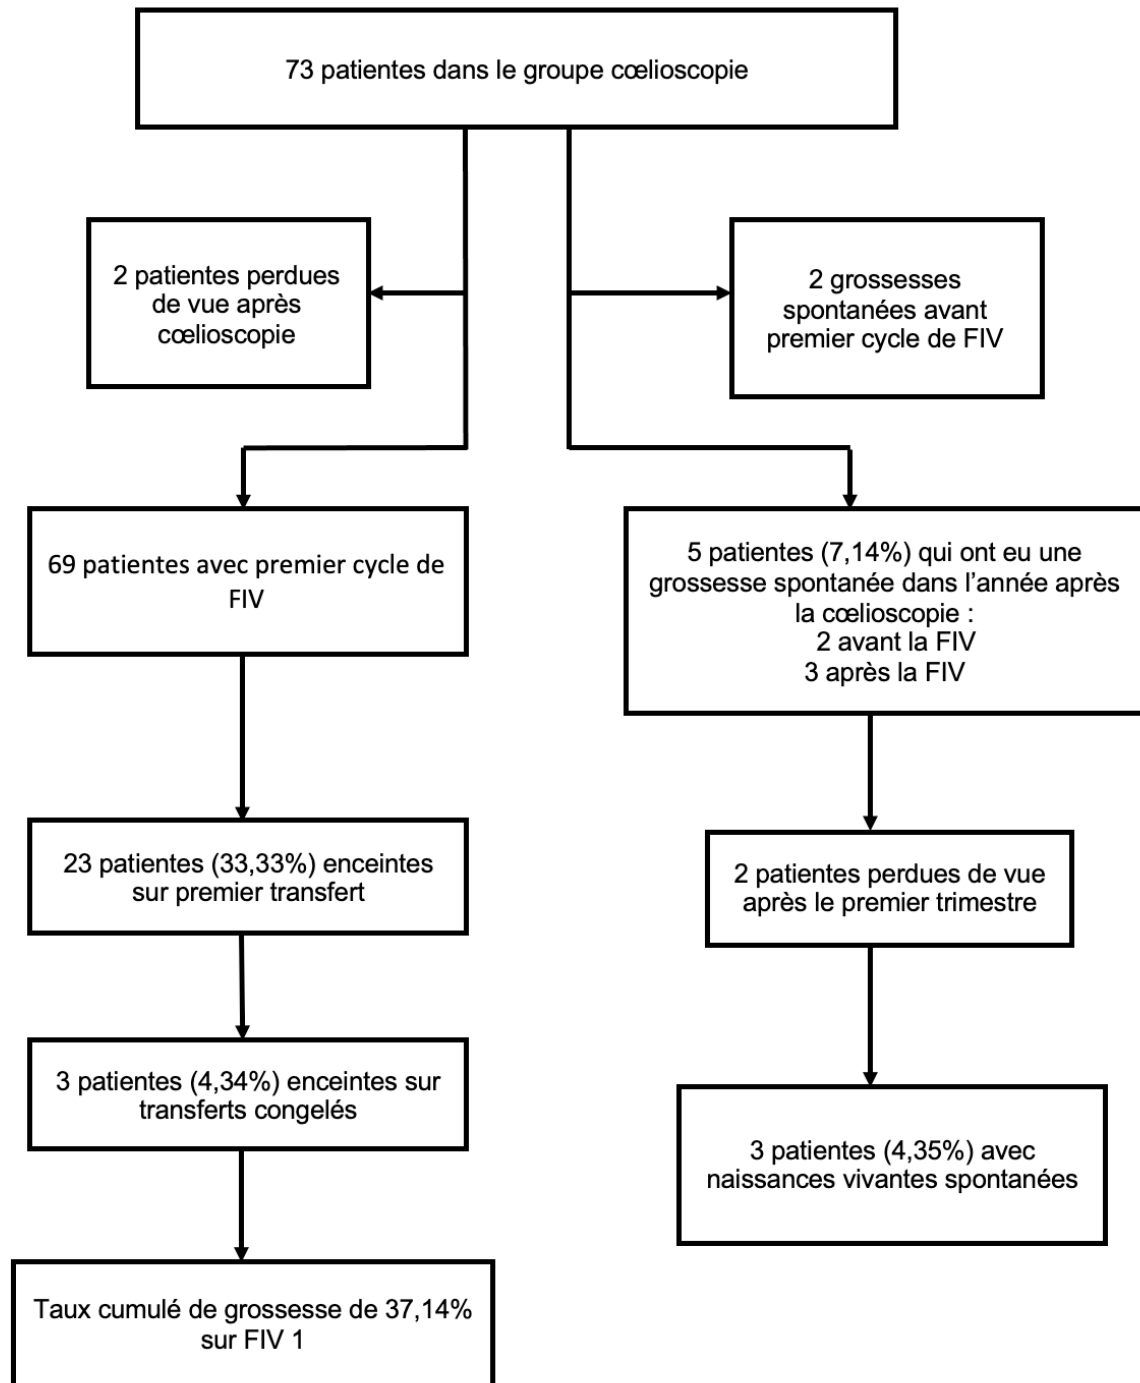 73 patientes dans le groupe cœlioscopie
2 patientes perdues
de vue après
cœlioscopie
2 grossesses
spontanées avant
premier cycle de FIV
69 patientes avec premier cycle de
FIV
5 patientes (7,14%) qui ont eu une
grossesse spontanée dans l'année après
la cœlioscopie :
2 avant la FIV
3 après la FIV
23 patientes (33,33%) enceintes
sur premier transfert
2 patientes perdues de vue
après le premier trimestre
3 patientes (4,34%) enceintes sur
transferts congelés
3 patientes (4,35%) avec
naissances vivantes spontanées
Taux cumulé de grossesse de 37,14%
sur FIV 1